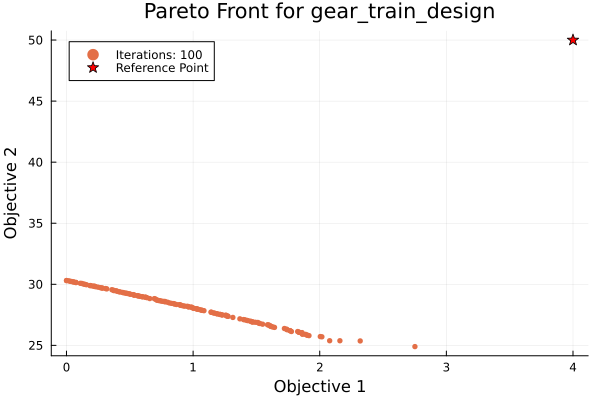 Pareto Front for gear_train_design
Iterations: 100
Reference Point
50
45
40
35
30
25
Objective 2
0 1 2 3 4
Objective 1